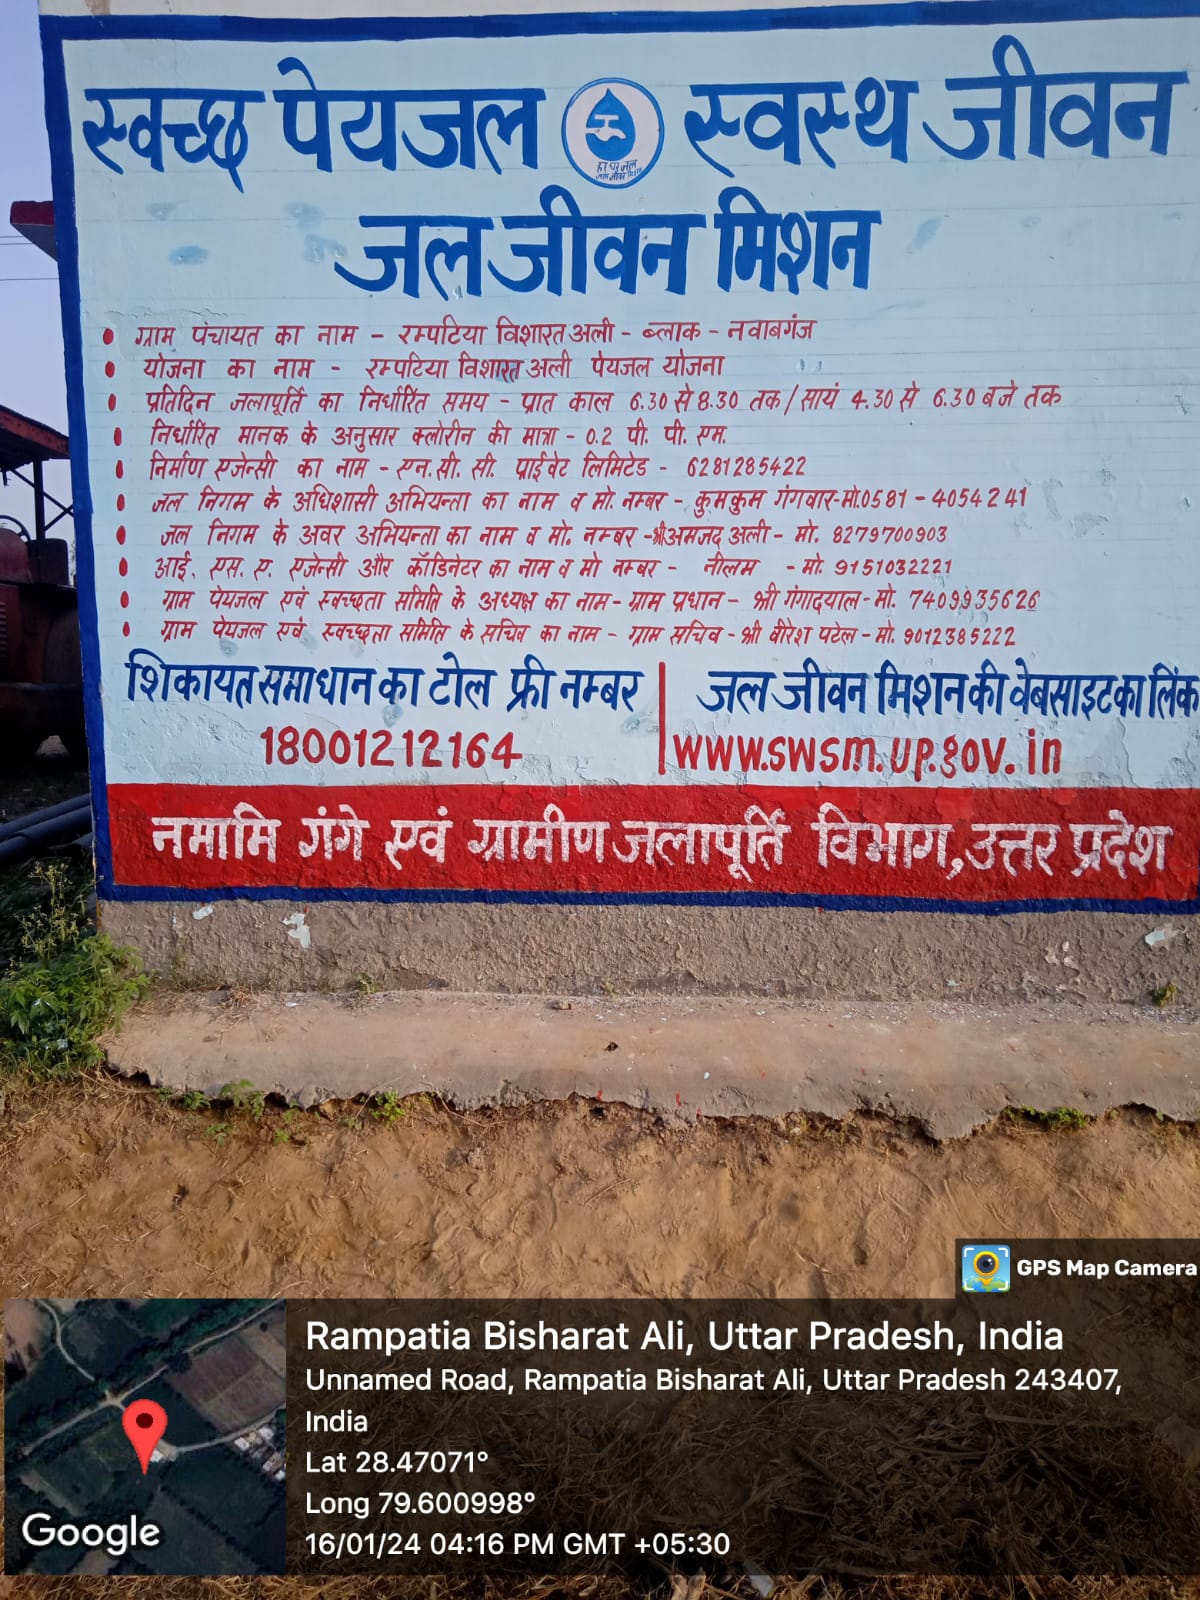 स्वच्छ पेयजल स्वस्थ जीवन
हर घर जल
जल जीवन मिशन
जल जीवन मिशन
• ग्राम पंचायत का नाम - रम्पटिया विशारत अली - ब्लाक - नवाबगंज
• योजना का नाम - रम्पटिया विशारत अली पेयजल योजना
• प्रतिदिन जलापूर्ति का निर्धारित समय - प्रात काल 6.30 से 8.30 तक / सायं 4.30 से 6.30 बजे तक
• निर्धारित मानक के अनुसार क्लोरीन की मात्रा - 0.2 पी. पी. एम.
• निर्माण एजेन्सी का नाम - एन. सी. सी. प्राईवेट लिमिटेड - 6281285422
• जल निगम के अधिशासी अभियन्ता का नाम व मो. नम्बर - कुमकुम गंगवार-मो.0581 - 4054241
• जल निगम के अवर अभियन्ता का नाम व मो. नम्बर -श्री अमजद अली - मो. 8279700903
• आई. एस. ए. एजेन्सी और कॉडिनेटर का नाम व मो नम्बर - नीलम - मो. 9151032221
• ग्राम पेयजल एवं स्वच्छता समिति के अध्यक्ष का नाम - ग्राम प्रधान - श्री गंगादयाल - मो. 7409935626
• ग्राम पेयजल एवं स्वच्छता समिति के सचिव का नाम - ग्राम सचिव - श्री वीरेश पटेल - मो. 9012385222
शिकायत समाधान का टोल फ्री नम्बर
18001212164
जल जीवन मिशन की वेबसाइट का लिंक
www.swsm.up.gov.in
नमामि गंगे एवं ग्रामीण जलापूर्ति विभाग, उत्तर प्रदेश
GPS Map Camera
Rampatia Bisharat Ali, Uttar Pradesh, India
Unnamed Road, Rampatia Bisharat Ali, Uttar Pradesh 243407,
India
Lat 28.47071°
Long 79.600998°
16/01/24 04:16 PM GMT +05:30
Google